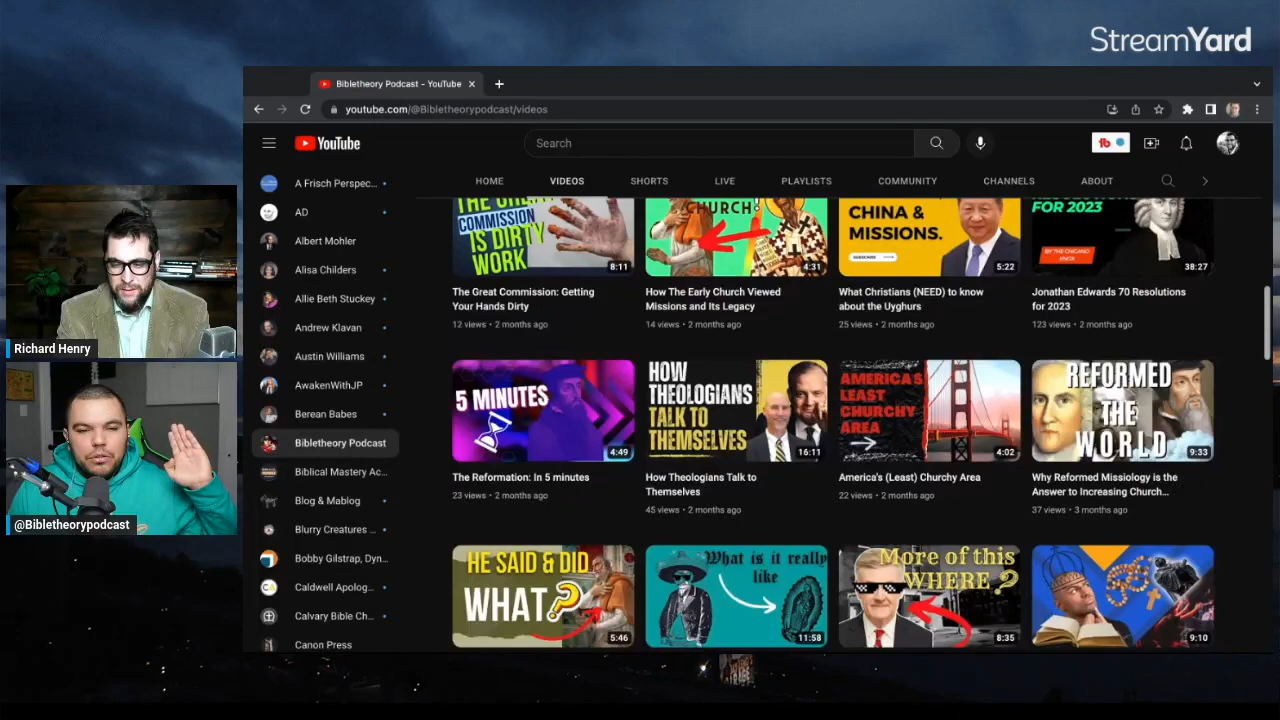 StreamYard
Bibletheory Podcast - YouTube
youtube.com/@Bibletheorypodcast/videos
YouTube
Search
HOME
VIDEOS
SHORTS
LIVE
PLAYLISTS
COMMUNITY
CHANNELS
ABOUT
A Frisch Perspec...
AD
Albert Mohler
Alisa Childers
Allie Beth Stuckey
Andrew Klavan
Austin Williams
AwakenWithJP
Berean Babes
Bibletheory Podcast
Biblical Mastery Ac...
Blog & Mablog
Blurry Creatures ...
Bobby Gilstrap, Dyn...
Caldwell Apolog...
Calvary Bible Ch...
Canon Press
Richard Henry
@Bibletheorypodcast
COMMISSION
IS DIRTY
WORK
8:11
The Great Commission: Getting
Your Hands Dirty
12 views • 2 months ago
CHURCH?
4:31
How The Early Church Viewed
Missions and Its Legacy
14 views • 2 months ago
CHINA &
MISSIONS.
SUBSCRIBE
5:22
What Christians (NEED) to know
about the Uyghurs
25 views • 2 months ago
FOR 2023
BY THE CHICANO
KNOX
38:27
Jonathan Edwards 70 Resolutions
for 2023
123 views • 2 months ago
5 MINUTES
4:49
The Reformation: In 5 minutes
23 views • 2 months ago
HOW
THEOLOGIANS
TALK TO
THEMSELVES
16:11
How Theologians Talk to
Themselves
45 views • 2 months ago
AMERICA'S
LEAST
CHURCHY
AREA
4:02
America's (Least) Churchy Area
22 views • 2 months ago
REFORMED
THE
WORLD
9:33
Why Reformed Missiology is the
Answer to Increasing Church...
37 views • 3 months ago
HE SAID & DID
WHAT?
5:46
What is it really
like
11:58
More of this
WHERE?
8:35
9:10